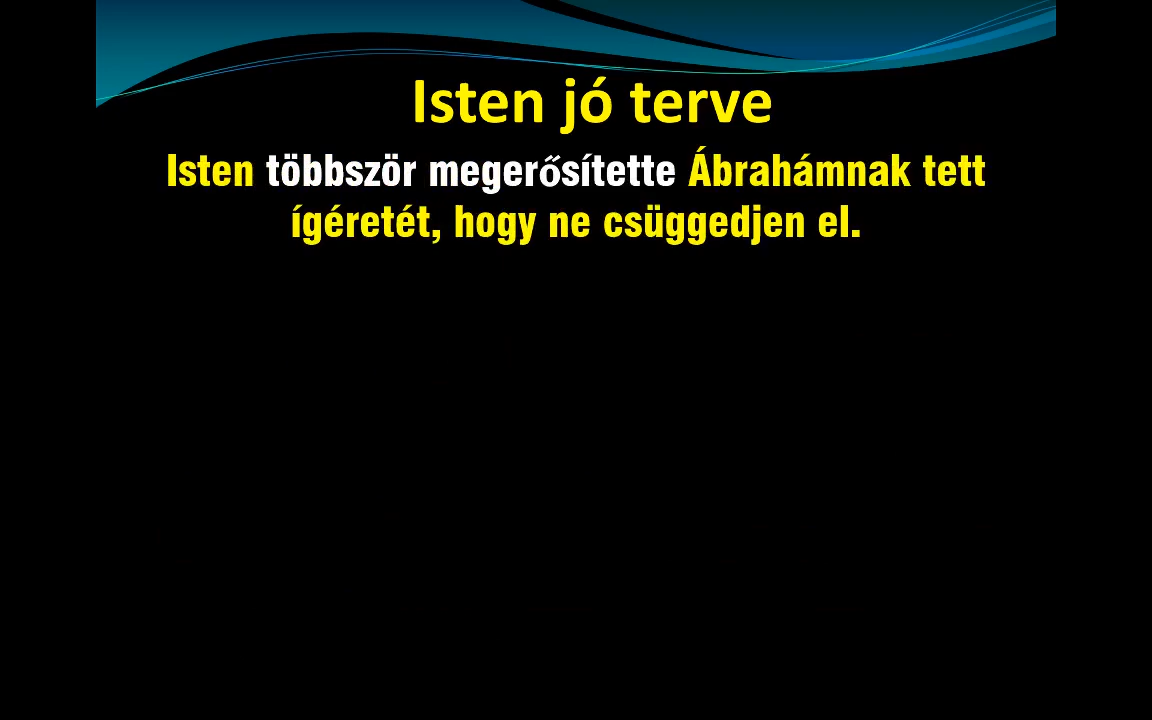 Isten jó terve
Isten többször megerősítette Ábrahámnak tett
ígéretét, hogy ne csüggedjen el.